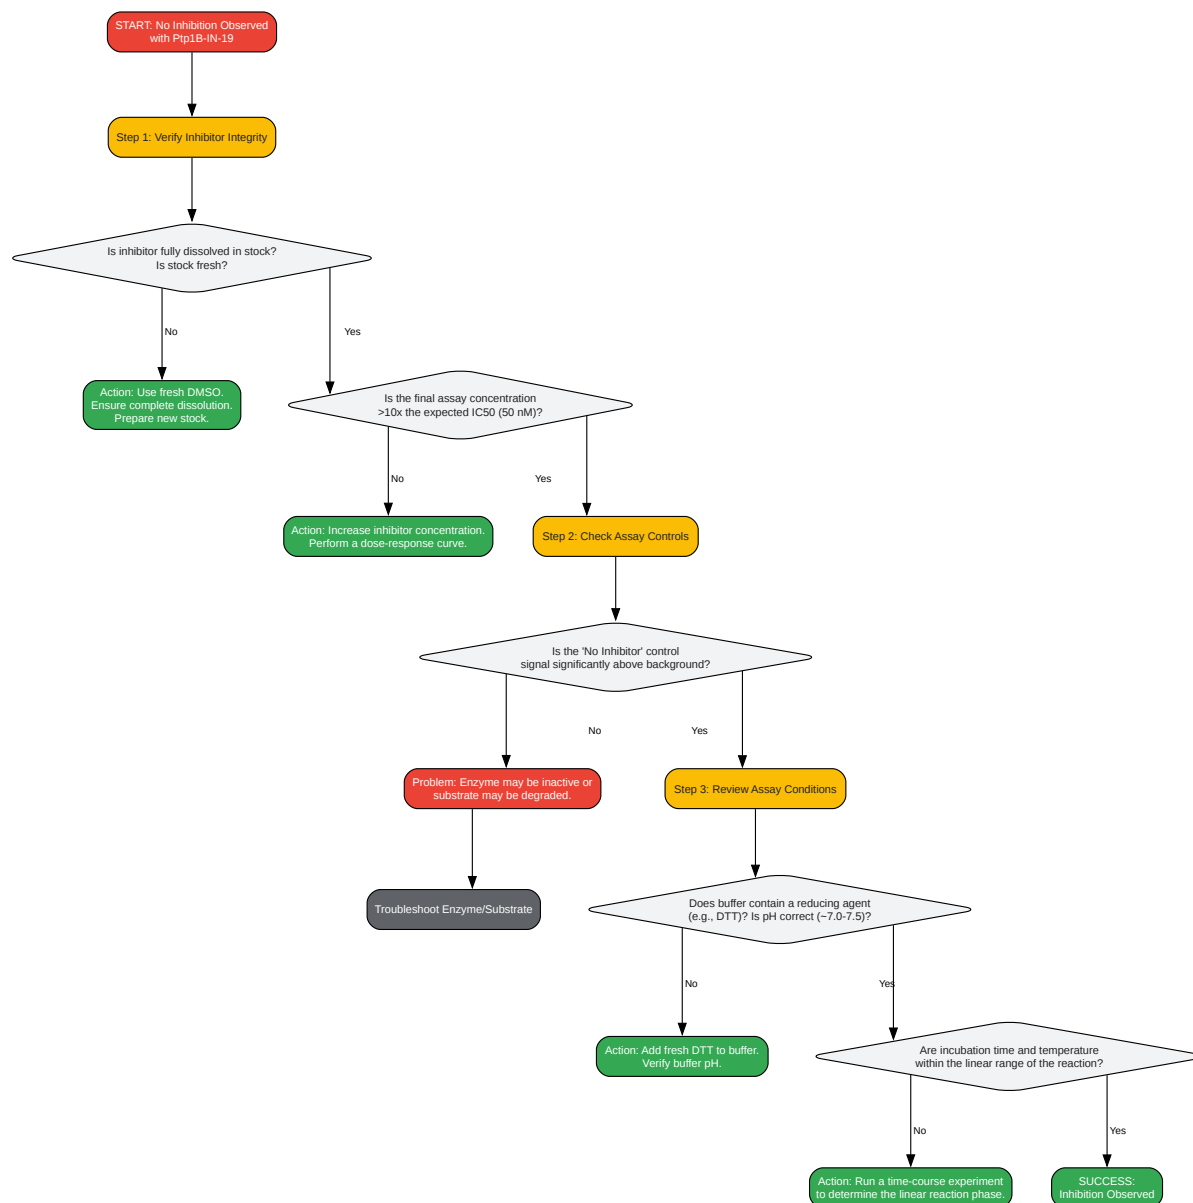 START: No Inhibition Observed
with Ptp1B-IN-19
Step 1: Verify Inhibitor Integrity
Is inhibitor fully dissolved in stock?
Is stock fresh?
No
Yes
Action: Use fresh DMSO.
Ensure complete dissolution.
Prepare new stock.
Is the final assay concentration
>10x the expected IC50 (50 nM)?
No
Yes
Action: Increase inhibitor concentration.
Perform a dose-response curve.
Step 2: Check Assay Controls
Is the 'No Inhibitor' control
signal significantly above background?
No
Yes
Problem: Enzyme may be inactive or
substrate may be degraded.
Step 3: Review Assay Conditions
Troubleshoot Enzyme/Substrate
Does buffer contain a reducing agent
(e.g., DTT)? Is pH correct (~7.0-7.5)?
No
Yes
Action: Add fresh DTT to buffer.
Verify buffer pH.
Are incubation time and temperature
within the linear range of the reaction?
No
Yes
Action: Run a time-course experiment
to determine the linear reaction phase.
SUCCESS:
Inhibition Observed